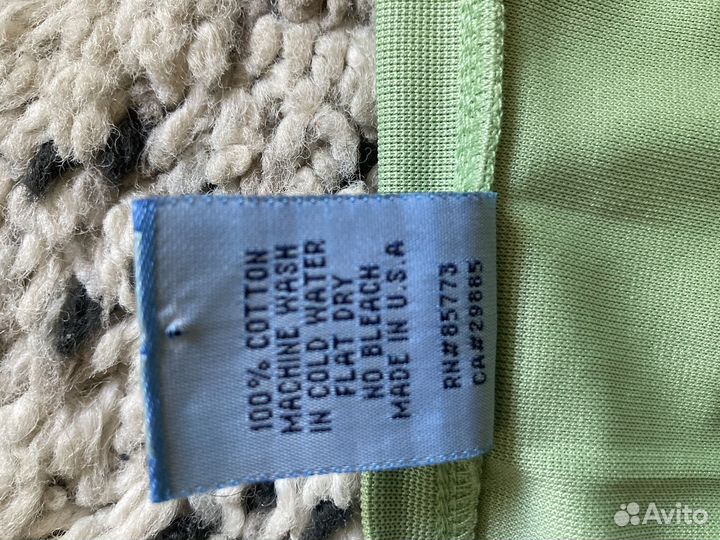 100% COTTON
MACHINE WASH
IN COLD WATER
FLAT DRY
NO BLEACH
MADE IN U.S.A
RN#85773
CA#29885
Avito